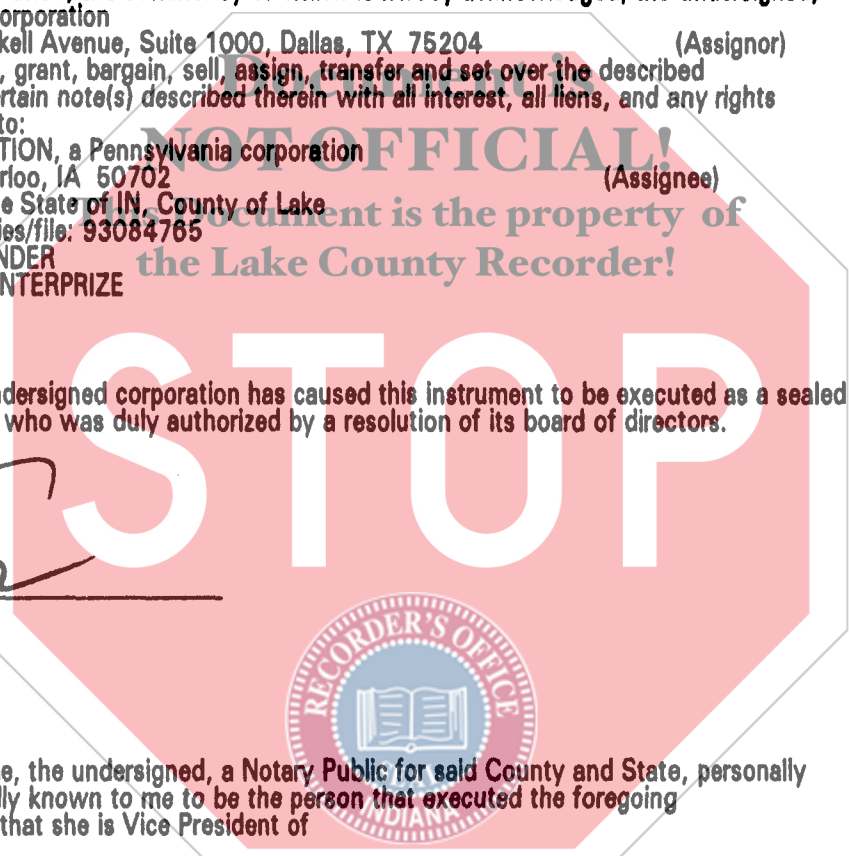 orporation
kell Avenue, Suite 1000, Dallas, TX 75204 (Assignor)
, grant, bargain, sell, assign, transfer and set over the described
rtain note(s) described therein with all interest, all liens, and any rights
to:
TION, a Pennsylvania corporation
rloo, IA 50702 (Assignee)
e State of IN, County of Lake
ies/file: 93084765
NDER
NTERPRIZE
Document is
NOT OFFICIAL!
This Document is the property of
the Lake County Recorder!
STOP
ndersigned corporation has caused this instrument to be executed as a sealed
who was duly authorized by a resolution of its board of directors.
RECORDER'S OFFICE
INDIANA
e, the undersigned, a Notary Public for said County and State, personally
lly known to me to be the person that executed the foregoing
that she is Vice President of